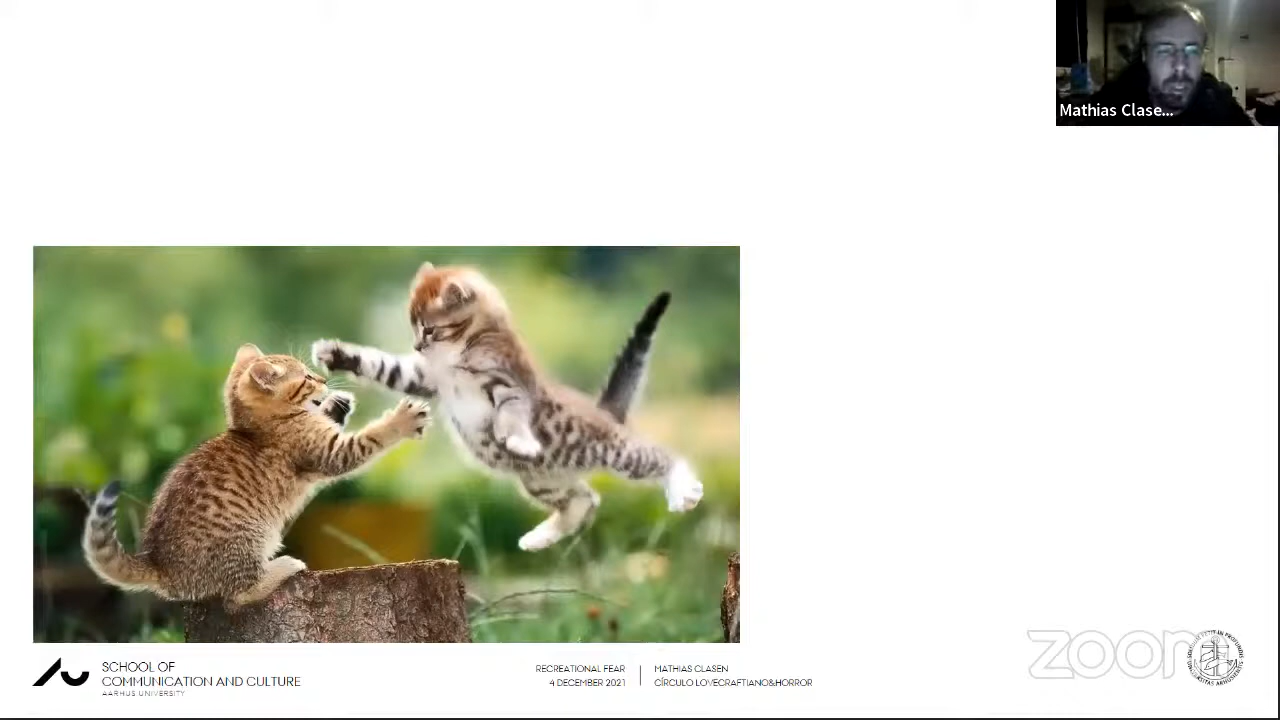 Mathias Clase...
SCHOOL OF
COMMUNICATION AND CULTURE
AARHUS UNIVERSITY
RECREATIONAL FEAR
4 DECEMBER 2021
MATHIAS CLASEN
CÍRCULO LOVECRAFTIANO&HORROR
zoom